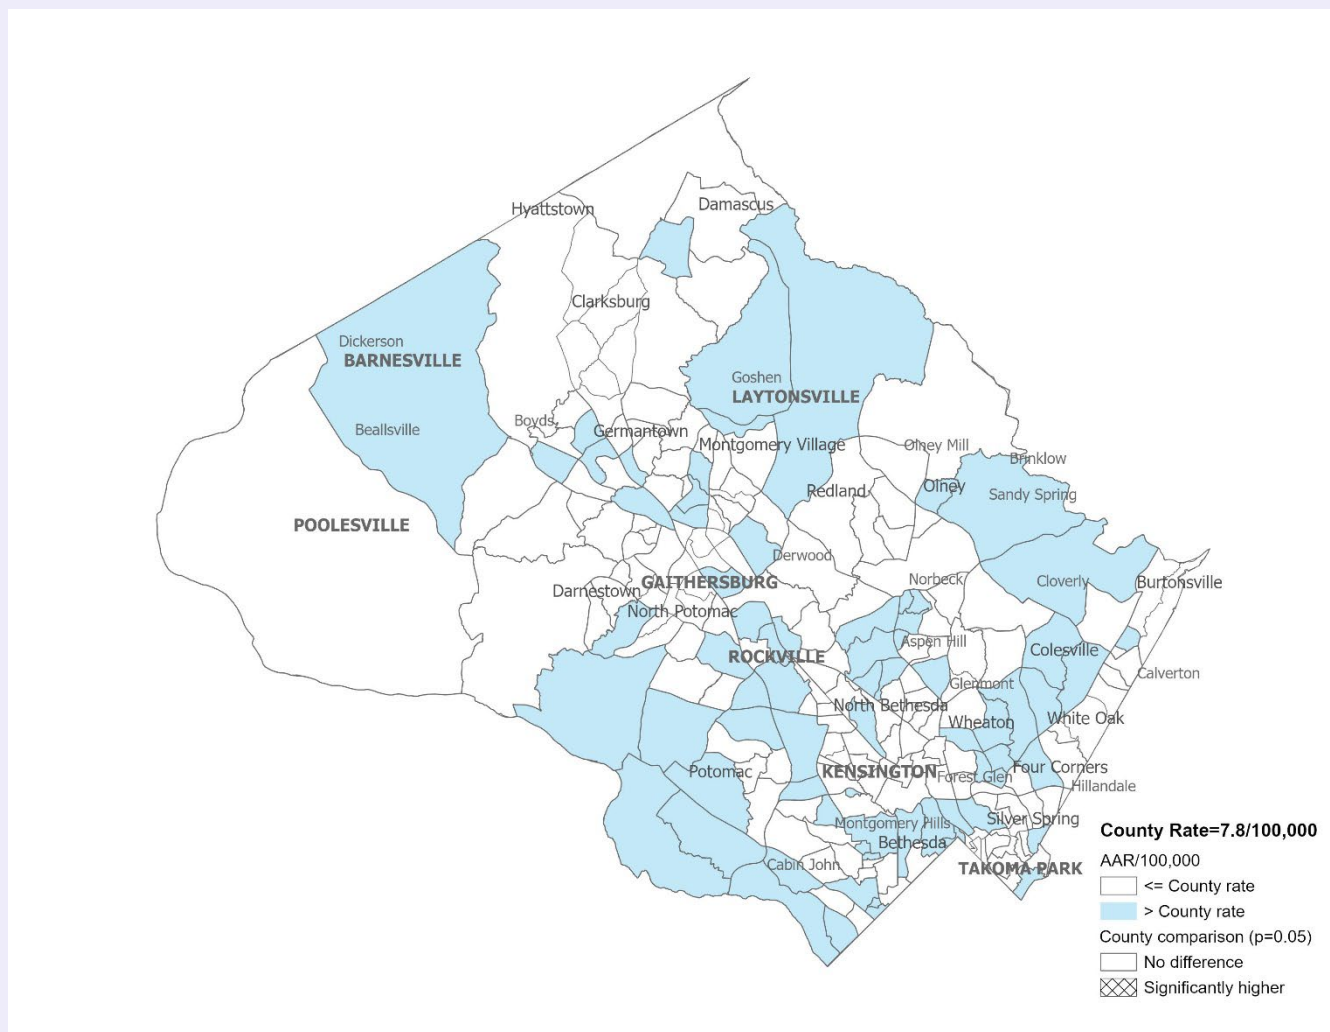 Damascus
Hyattstown
Clarksburg
Dickerson
BARNESVILLE
Goshen
LAYTONSVILLE
Beallsville
Boyds
Germantown
Montgomery Village
Olney Mill
Brinklow
Redland
Olney
Sandy Spring
POOLESVILLE
Derwood
GAITHERSBURG
Norbeck
Cloverly
Burtonsville
Darnestown
North Potomac
Aspen Hill
Colesville
ROCKVILLE
Glenmont
Calverton
North Bethesda
Wheaton
White Oak
Potomac
KENSINGTON
Forest Glen
Four Corners
Hillandale
Montgomery Hills
Silver Spring
Bethesda
Cabin John
TAKOMA PARK
County Rate=7.8/100,000
AAR/100,000
<= County rate
> County rate
County comparison (p=0.05)
No difference
Significantly higher